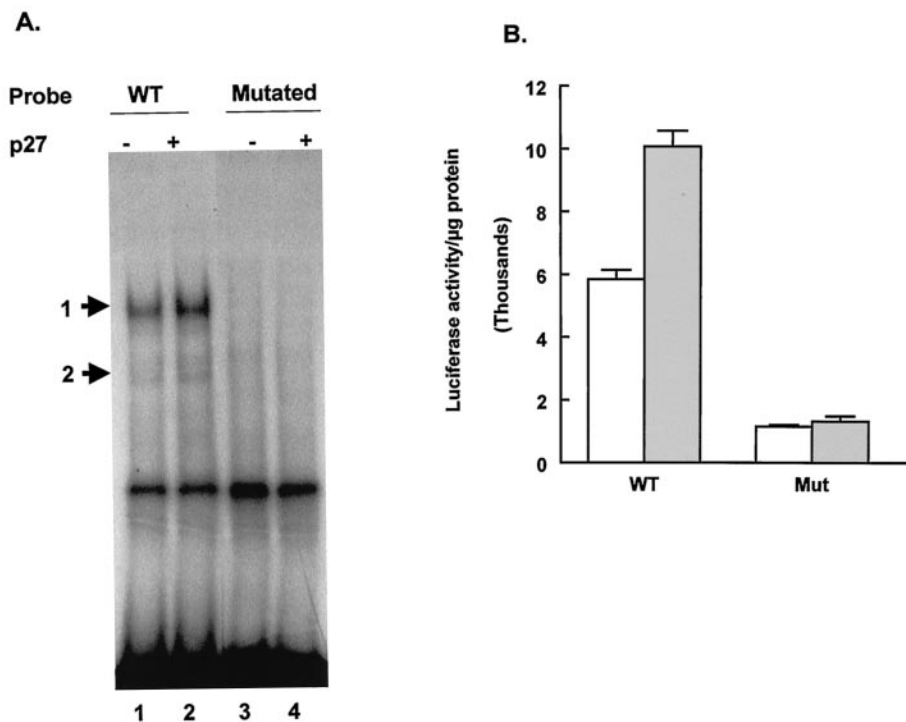 A.
Probe WT Mutated
p27 - + - +
1
2
1 2 3 4
B.
Luciferase activity/µg protein
(Thousands)
12
10
8
6
4
2
0
WT Mut